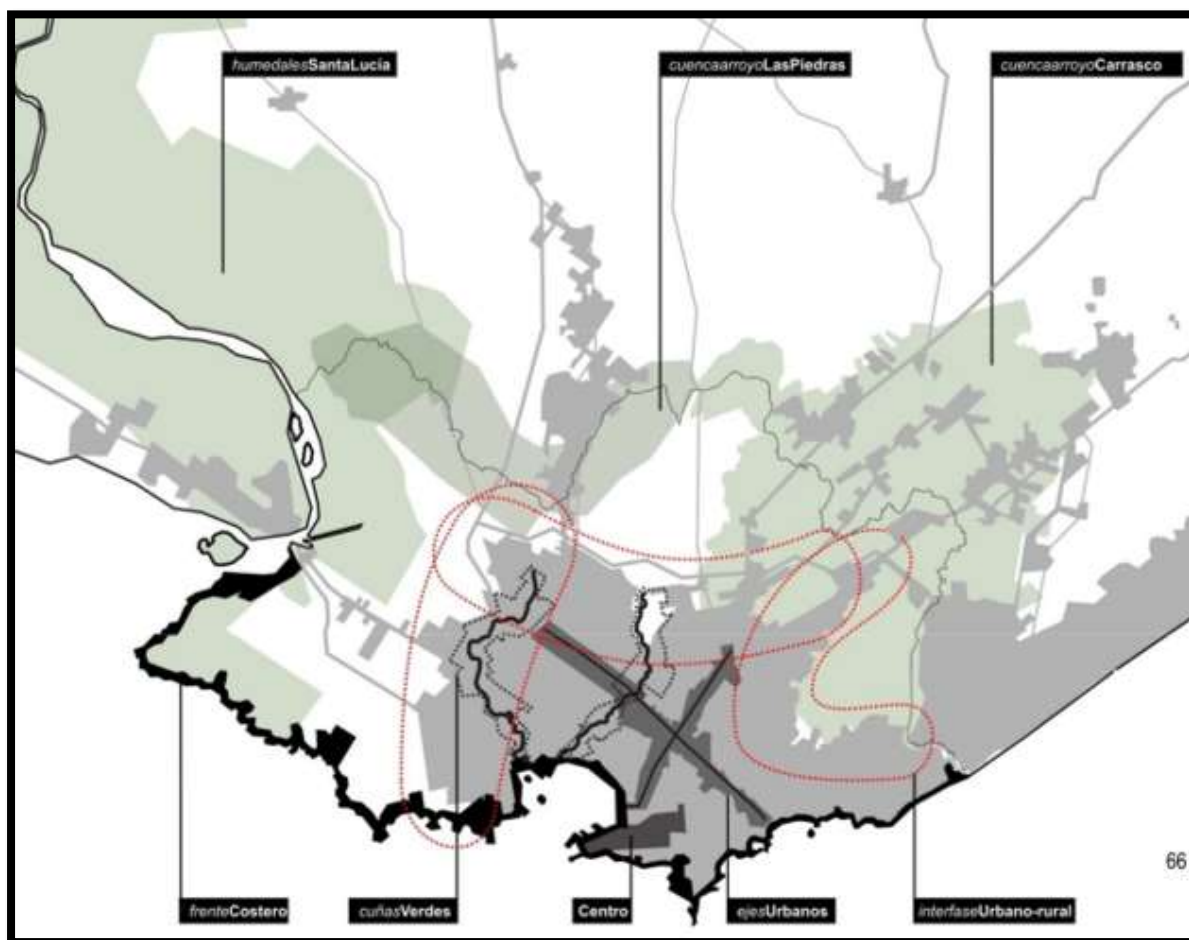 humedalesSantaLucía
cuencaarroyoLasPiedras
cuencaarroyoCarrasco
66
frenteCostero
cuñasVerdes
Centro
ejesUrbanos
interfaseUrbano-rural